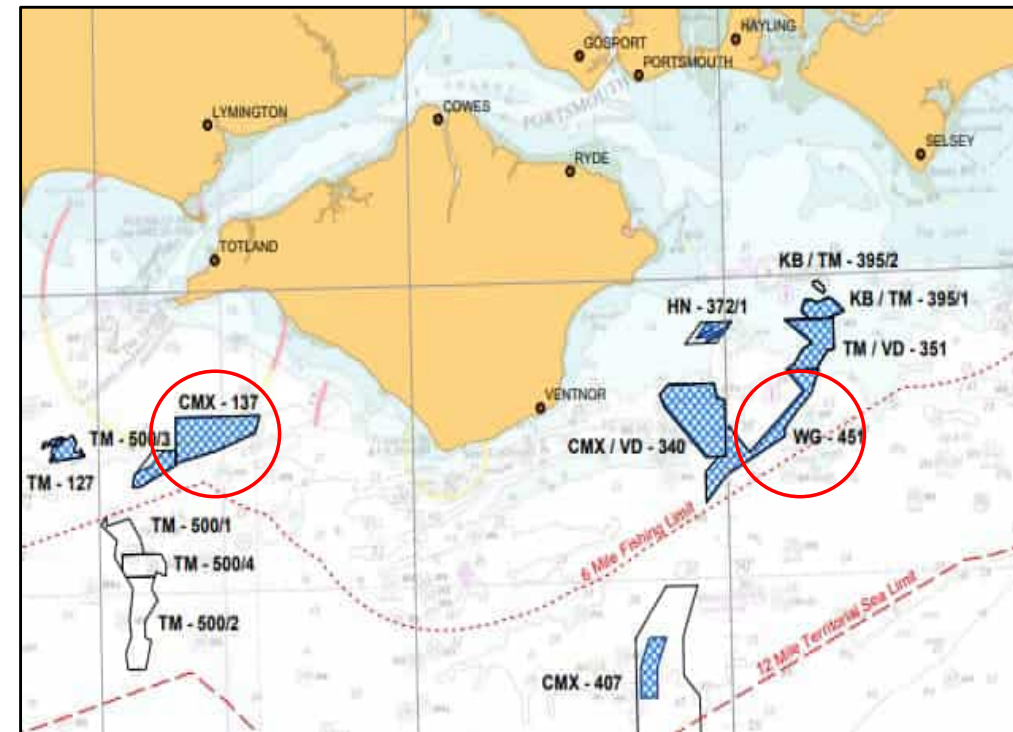 HAYLING
GOSPORT
PORTSMOUTH
PORTSMOUTH
LYMINGTON
COWES
SELSEY
RYDE
TOTLAND
KB / TM - 395/2
KB / TM - 395/1
HN - 372/1
TM / VD - 351
VENTNOR
CMX - 137
TM - 500/3
WG - 451
CMX / VD - 340
TM - 127
TM - 500/1
TM - 500/4
6 Mile Fishing Limit
TM - 500/2
12 Mile Territorial Sea Limit
CMX - 407